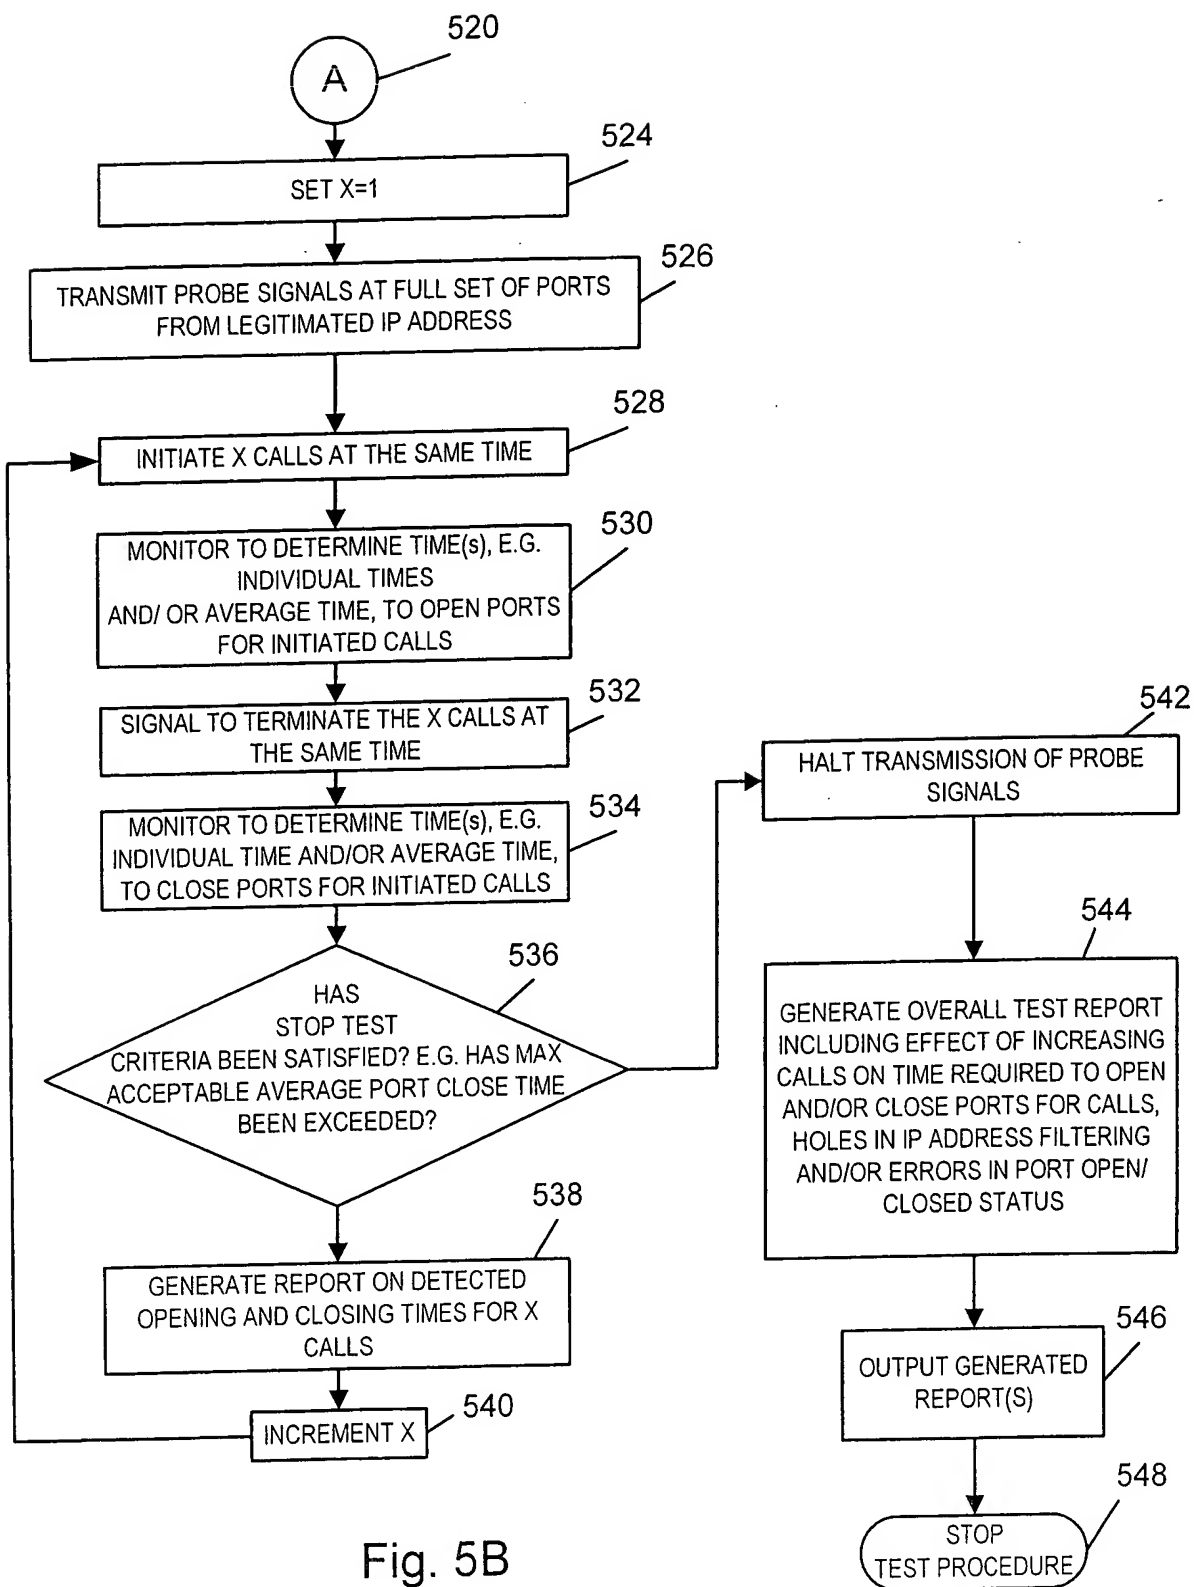 520
A
524
SET X=1
526
TRANSMIT PROBE SIGNALS AT FULL SET OF PORTS
FROM LEGITIMATED IP ADDRESS
528
INITIATE X CALLS AT THE SAME TIME
530
MONITOR TO DETERMINE TIME(s), E.G.
INDIVIDUAL TIMES
AND/ OR AVERAGE TIME, TO OPEN PORTS
FOR INITIATED CALLS
532
SIGNAL TO TERMINATE THE X CALLS AT
THE SAME TIME
534
MONITOR TO DETERMINE TIME(s), E.G.
INDIVIDUAL TIME AND/OR AVERAGE TIME,
TO CLOSE PORTS FOR INITIATED CALLS
536
HAS
STOP TEST
CRITERIA BEEN SATISFIED? E.G. HAS MAX
ACCEPTABLE AVERAGE PORT CLOSE TIME
BEEN EXCEEDED?
538
GENERATE REPORT ON DETECTED
OPENING AND CLOSING TIMES FOR X
CALLS
540
INCREMENT X
542
HALT TRANSMISSION OF PROBE
SIGNALS
544
GENERATE OVERALL TEST REPORT
INCLUDING EFFECT OF INCREASING
CALLS ON TIME REQUIRED TO OPEN
AND/OR CLOSE PORTS FOR CALLS,
HOLES IN IP ADDRESS FILTERING
AND/OR ERRORS IN PORT OPEN/
CLOSED STATUS
546
OUTPUT GENERATED
REPORT(S)
548
STOP
TEST PROCEDURE
Fig. 5B